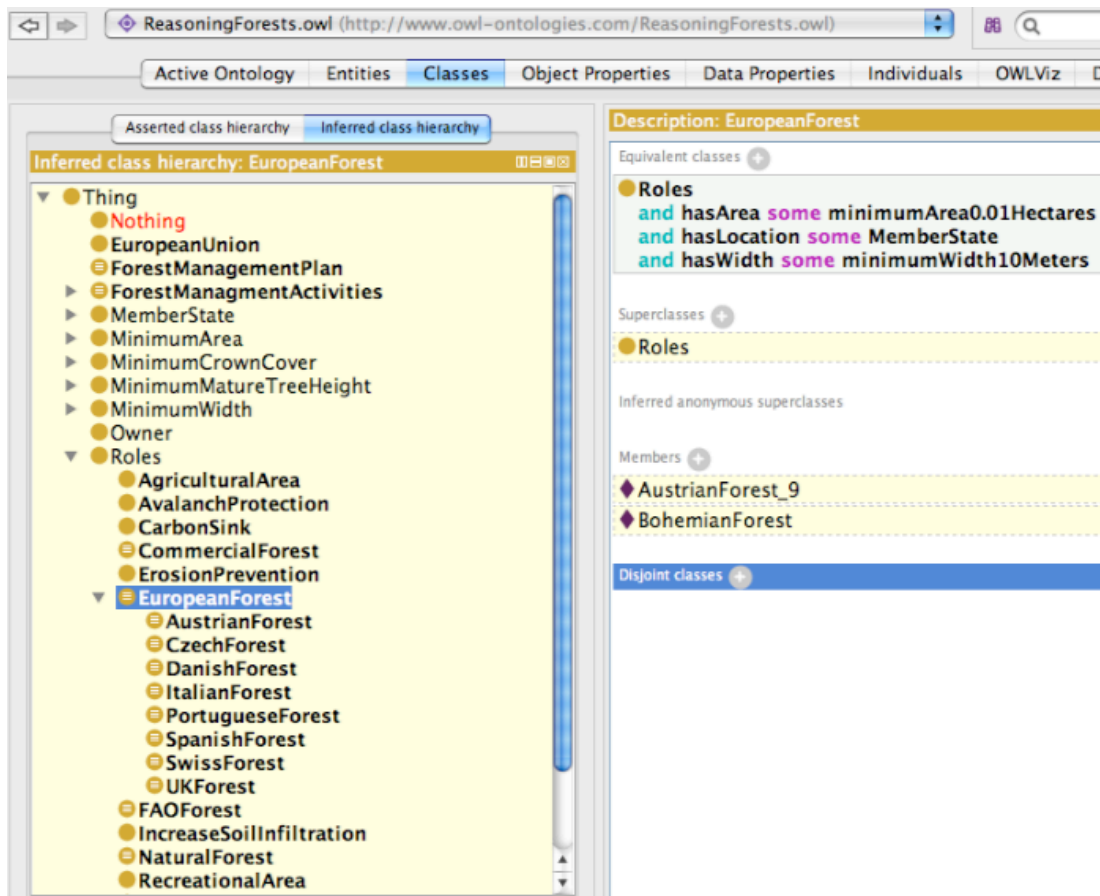 ReasoningForests.owl (http://www.owl-ontologies.com/ReasoningForests.owl)
Active Ontology Entities Classes Object Properties Data Properties Individuals OWLViz D
Asserted class hierarchy Inferred class hierarchy
Inferred class hierarchy: EuropeanForest
Thing
Nothing
EuropeanUnion
ForestManagementPlan
ForestManagmentActivities
MemberState
MinimumArea
MinimumCrownCover
MinimumMatureTreeHeight
MinimumWidth
Owner
Roles
AgriculturalArea
AvalanchProtection
CarbonSink
CommercialForest
ErosionPrevention
EuropeanForest
AustrianForest
CzechForest
DanishForest
ItalianForest
PortugueseForest
SpanishForest
SwissForest
UKForest
FAOForest
IncreaseSoilInfiltration
NaturalForest
RecreationalArea
Description: EuropeanForest
Equivalent classes
Roles
and hasArea some minimumArea0.01Hectares
and hasLocation some MemberState
and hasWidth some minimumWidth10Meters
Superclasses
Roles
Inferred anonymous superclasses
Members
AustrianForest_9
BohemianForest
Disjoint classes